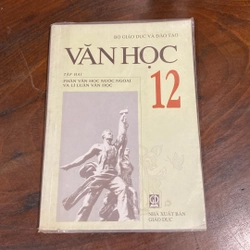 BỘ GIÁO DỤC VÀ ĐÀO TẠO
VĂN HỌC
TẬP HAI
PHẦN VĂN HỌC NƯỚC NGOÀI
VÀ LÍ LUẬN VĂN HỌC
12
NHÀ XUẤT BẢN
GIÁO DỤC